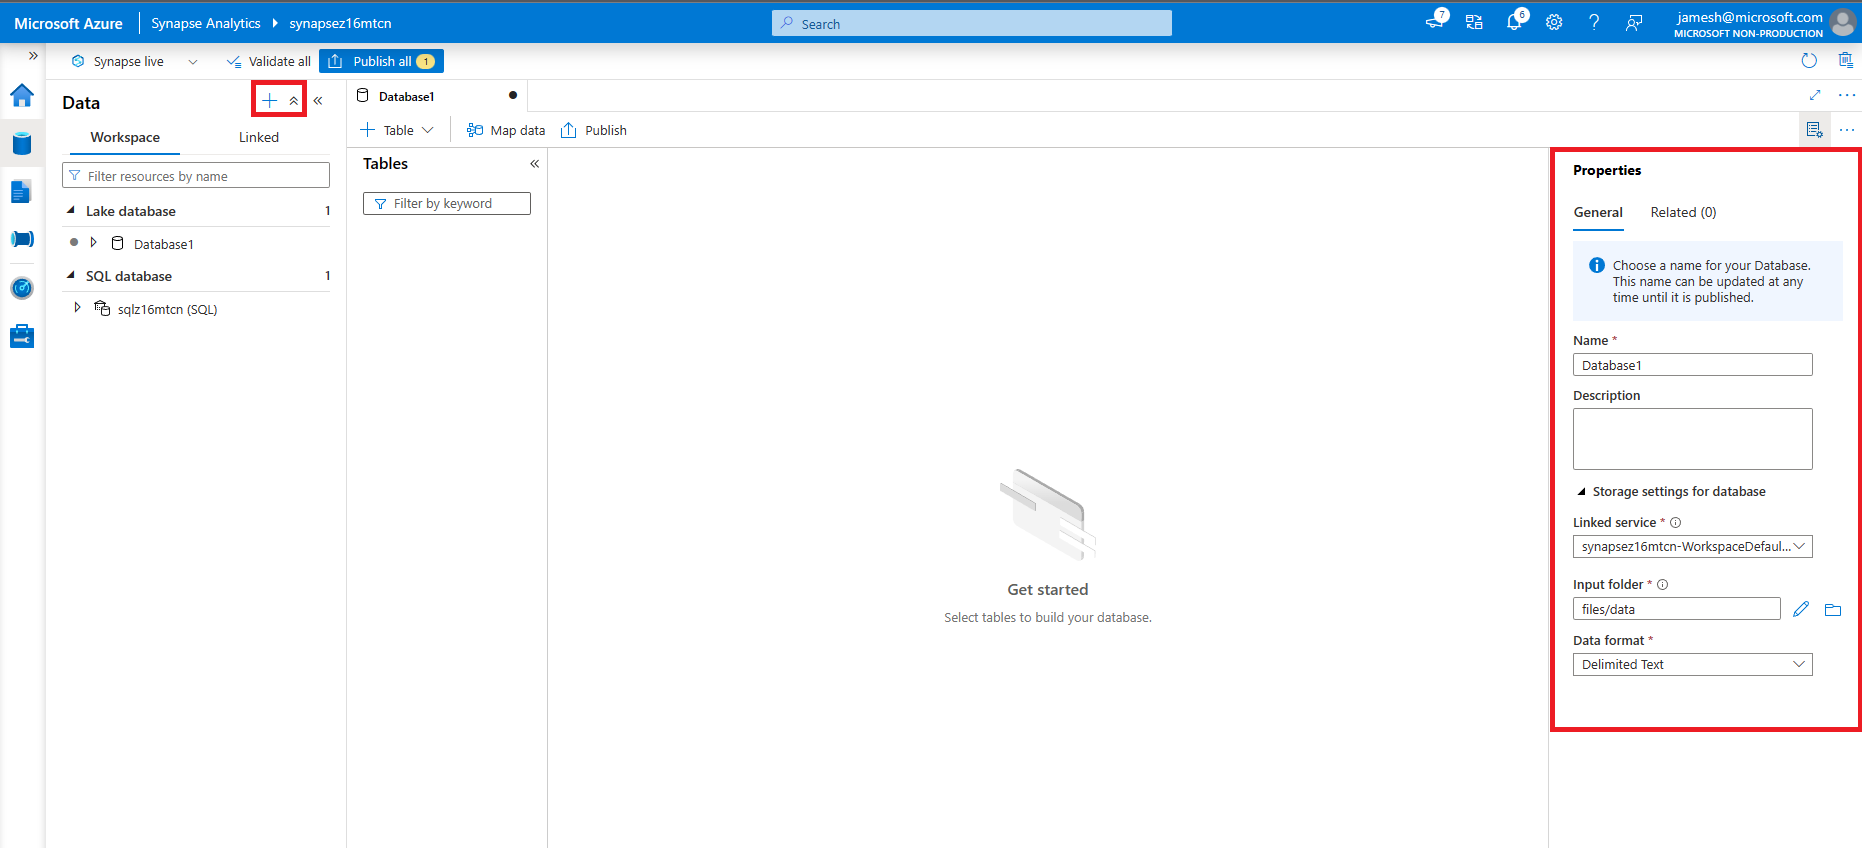 Microsoft Azure
Synapse Analytics
synapsez16mtcn
Search
7
6
jamesh@microsoft.com
MICROSOFT NON-PRODUCTION
Synapse live
Validate all
Publish all 1
Data
Workspace
Linked
Filter resources by name
Lake database 1
Database1
SQL database 1
sqlz16mtcn (SQL)
Database1
Table
Map data
Publish
Tables
Filter by keyword
Get started
Select tables to build your database.
Properties
General
Related (0)
Choose a name for your Database.
This name can be updated at any
time until it is published.
Name *
Database1
Description
Storage settings for database
Linked service *
synapsez16mtcn-WorkspaceDefaul...
Input folder *
files/data
Data format *
Delimited Text